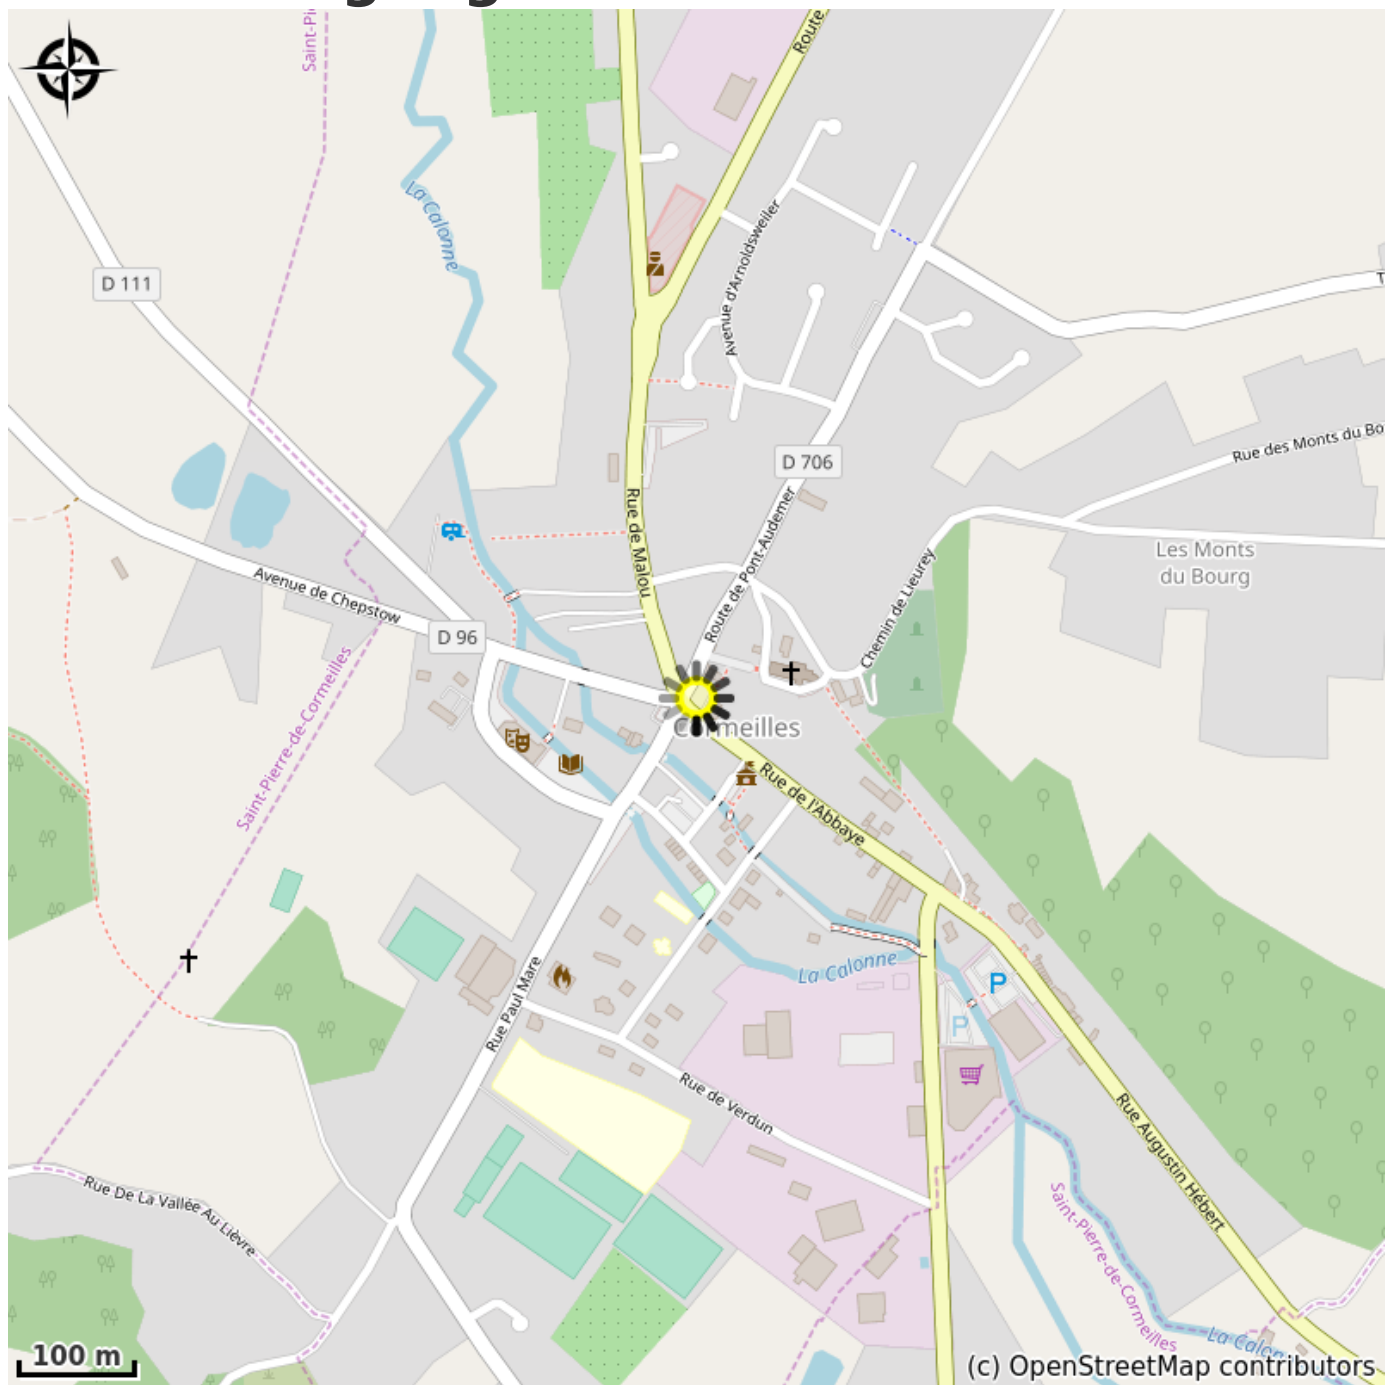 Saint-Pi
Route
La Calonne
D 111
Avenue d'Arnoldsweiler
T
Rue des Monts du Bo
D 706
Rue de Malou
Route de Pont-Audemer
Les Monts
du Bourg
Avenue de Chepstow
Chemin de Lieurey
D 96
Saint-Pierre-de-Cormeilles
Cormeilles
Rue de l'Abbaye
La Calonne
P
P
Rue Paul Mare
Rue de Verdun
Rue Augustin Hébert
Rue De La Vallée Au Lièvre
Saint-Pierre-de-Cormeilles
La Calon
100 m
(c) OpenStreetMap contributors